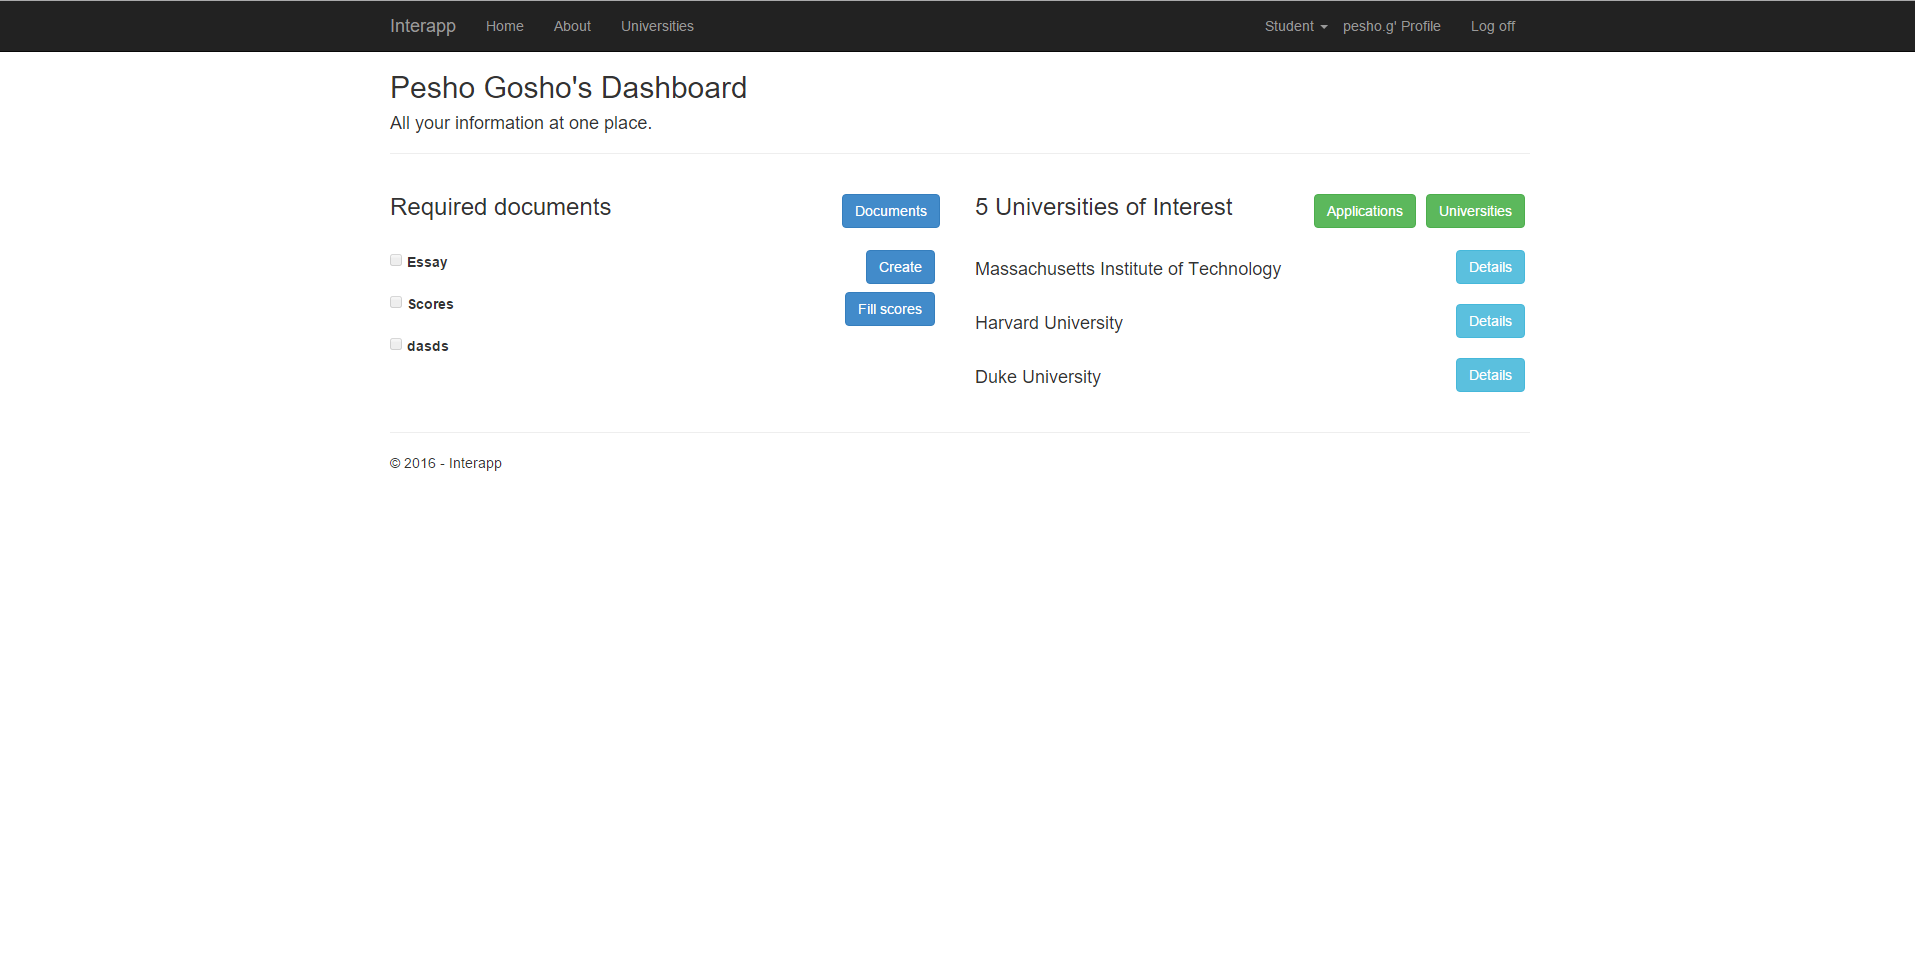 Interapp Home About Universities Student pesho.g' Profile Log off
Pesho Gosho's Dashboard
All your information at one place.
Required documents Documents
Essay Create
Scores Fill scores
dasds
5 Universities of Interest Applications Universities
Massachusetts Institute of Technology Details
Harvard University Details
Duke University Details
© 2016 - Interapp